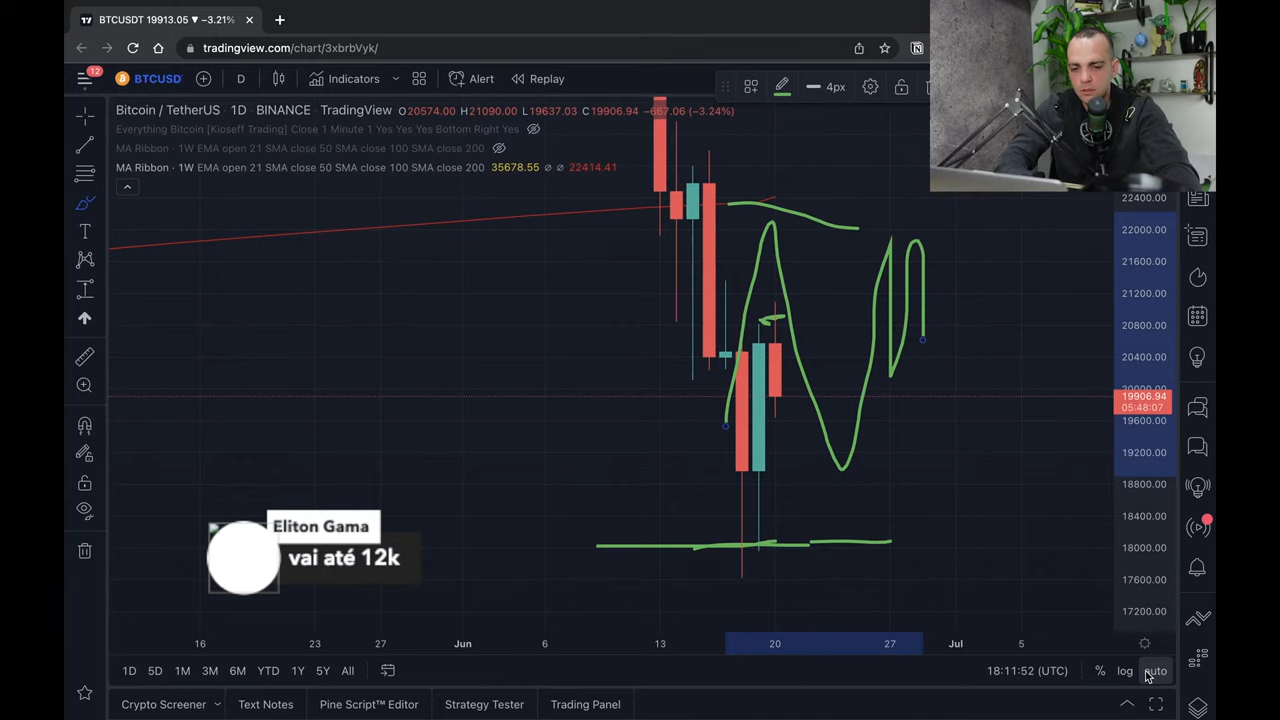 BTCUSDT 19913.05 ▼ −3.21%
tradingview.com/chart/3xbrbVyk/
12
BTCUSD
D
Indicators
Alert
Replay
4px
Bitcoin / TetherUS · 1D · BINANCE · TradingView O20574.00 H21090.00 L19637.03 C19906.94 −667.06 (−3.24%)
Everything Bitcoin [Kioseff Trading] Close 1 Minute 1 Yes Yes Yes Bottom Right Yes
MA Ribbon · 1W EMA open 21 SMA close 50 SMA close 100 SMA close 200
MA Ribbon · 1W EMA open 21 SMA close 50 SMA close 100 SMA close 200 35678.55 ∅ ∅ 22414.41
22400.00
22000.00
21600.00
21200.00
20800.00
20400.00
20000.00
19906.94
05:48:07
19600.00
19200.00
18800.00
18400.00
18000.00
17600.00
17200.00
Eliton Gama
vai até 12k
16 23 27 Jun 6 13 20 27 Jul 5
1D 5D 1M 3M 6M YTD 1Y 5Y All
18:11:52 (UTC) % log auto
Crypto Screener Text Notes Pine Script™ Editor Strategy Tester Trading Panel